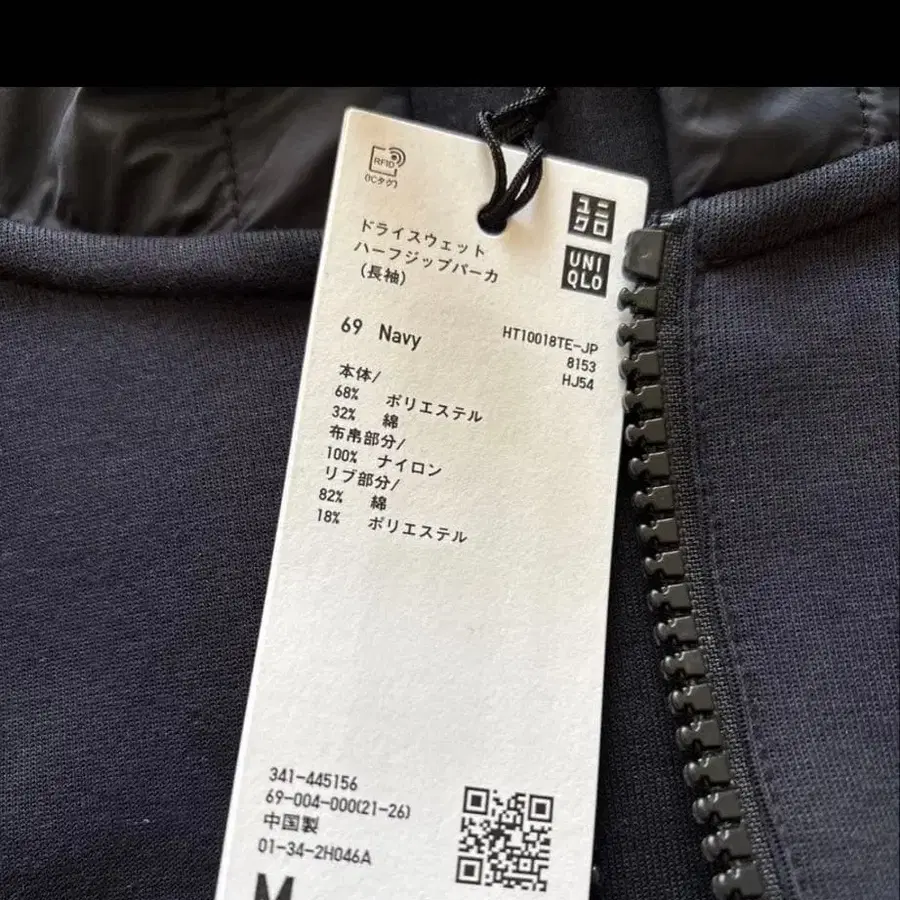 RFID
(ICタグ)
ユニ
クロ
UNI
QLO
ドライスウェット
ハーフジップパーカ
(長袖)
69 Navy
HT10018TE-JP
8153
HJ54
本体/
68% ポリエステル
32% 綿
布帛部分/
100% ナイロン
リブ部分/
82% 綿
18% ポリエステル
341-445156
69-004-000(21-26)
中国製
01-34-2H046A
M